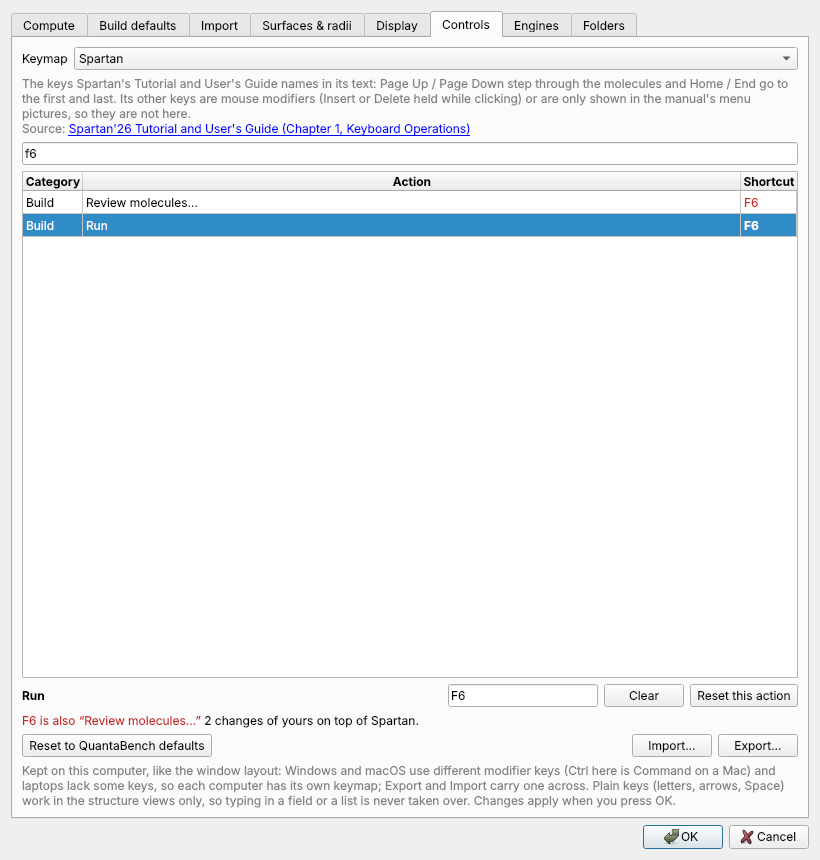 Compute Build defaults Import Surfaces & radii Display Controls Engines Folders
Keymap Spartan
The keys Spartan's Tutorial and User's Guide names in its text: Page Up / Page Down step through the molecules and Home / End go to
the first and last. Its other keys are mouse modifiers (Insert or Delete held while clicking) or are only shown in the manual's menu
pictures, so they are not here.
Source: Spartan'26 Tutorial and User's Guide (Chapter 1, Keyboard Operations)
f6
Category Action Shortcut
Build Review molecules... F6
Build Run F6
Run F6 Clear Reset this action
F6 is also “Review molecules...” 2 changes of yours on top of Spartan.
Reset to QuantaBench defaults Import... Export...
Kept on this computer, like the window layout: Windows and macOS use different modifier keys (Ctrl here is Command on a Mac) and
laptops lack some keys, so each computer has its own keymap; Export and Import carry one across. Plain keys (letters, arrows, Space)
work in the structure views only, so typing in a field or a list is never taken over. Changes apply when you press OK.
OK Cancel